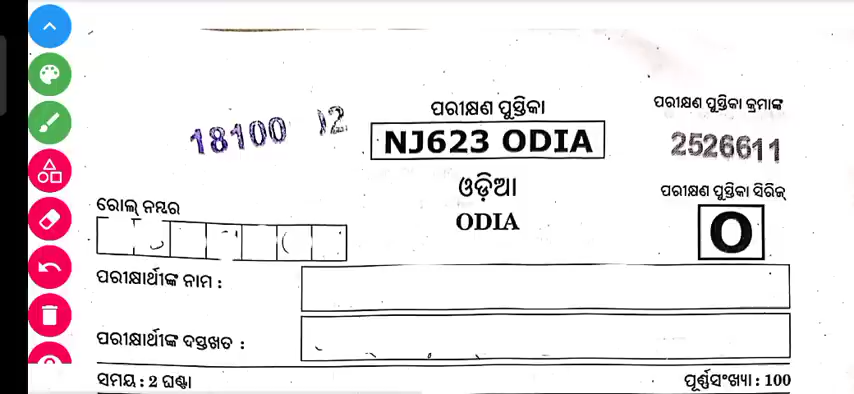 ପରୀକ୍ଷଣ ପୁସ୍ତିକା
ପରୀକ୍ଷଣ ପୁସ୍ତିକା କ୍ରମାଙ୍କ
18100
NJ623 ODIA
2526611
ଓଡ଼ିଆ
ପରୀକ୍ଷଣ ପୁସ୍ତିକା ସିରିଜ୍
ରୋଲ୍ ନମ୍ବର
ODIA
O
ପରୀକ୍ଷାର୍ଥୀଙ୍କ ନାମ :
ପରୀକ୍ଷାର୍ଥୀଙ୍କ ଦସ୍ତଖତ :
ସମୟ : 2 ଘଣ୍ଟା
ପୂର୍ଣ୍ଣସଂଖ୍ୟା : 100